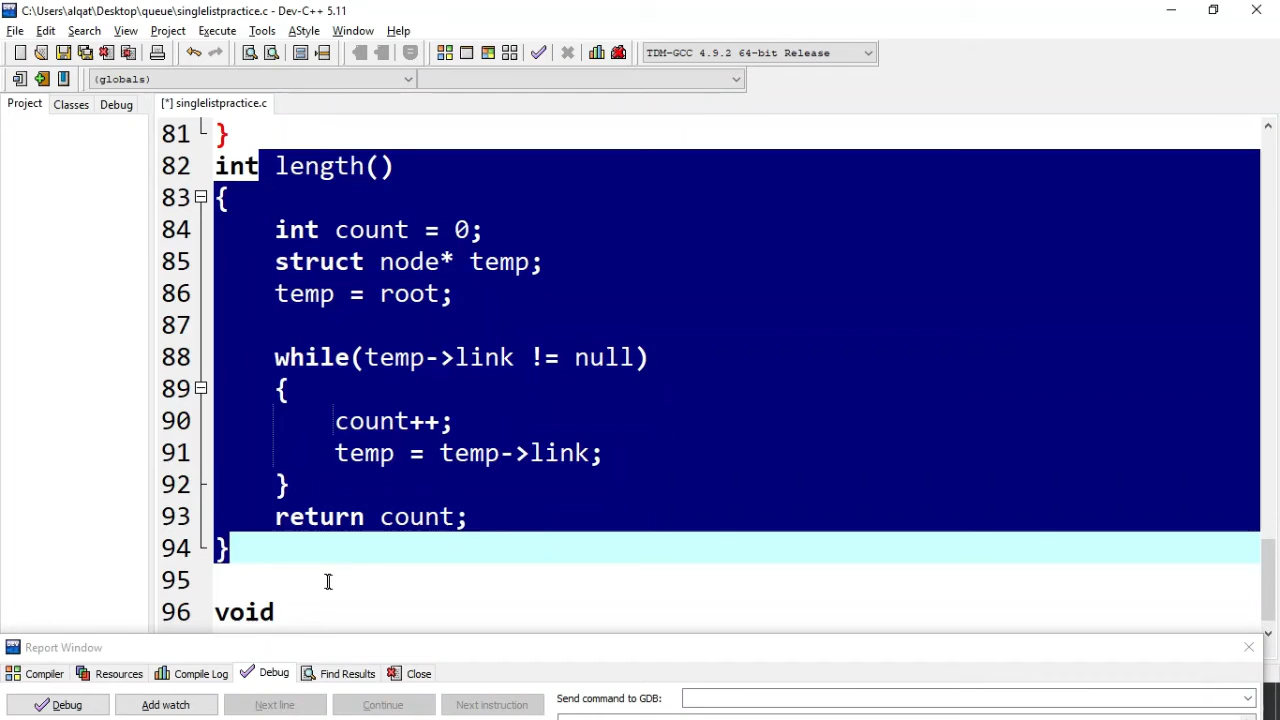 C:\Users\alqat\Desktop\queue\singlelistpractice.c - Dev-C++ 5.11
File Edit Search View Project Execute Tools AStyle Window Help
TDM-GCC 4.9.2 64-bit Release
(globals)
Project Classes Debug [*] singlelistpractice.c
81 }
82 int length()
83 {
84 int count = 0;
85 struct node* temp;
86 temp = root;
87
88 while(temp->link != null)
89 {
90 count++;
91 temp = temp->link;
92 }
93 return count;
94 }
95
96 void
Report Window
Compiler Resources Compile Log Debug Find Results Close
Debug Add watch Next line Continue Next instruction Send command to GDB: